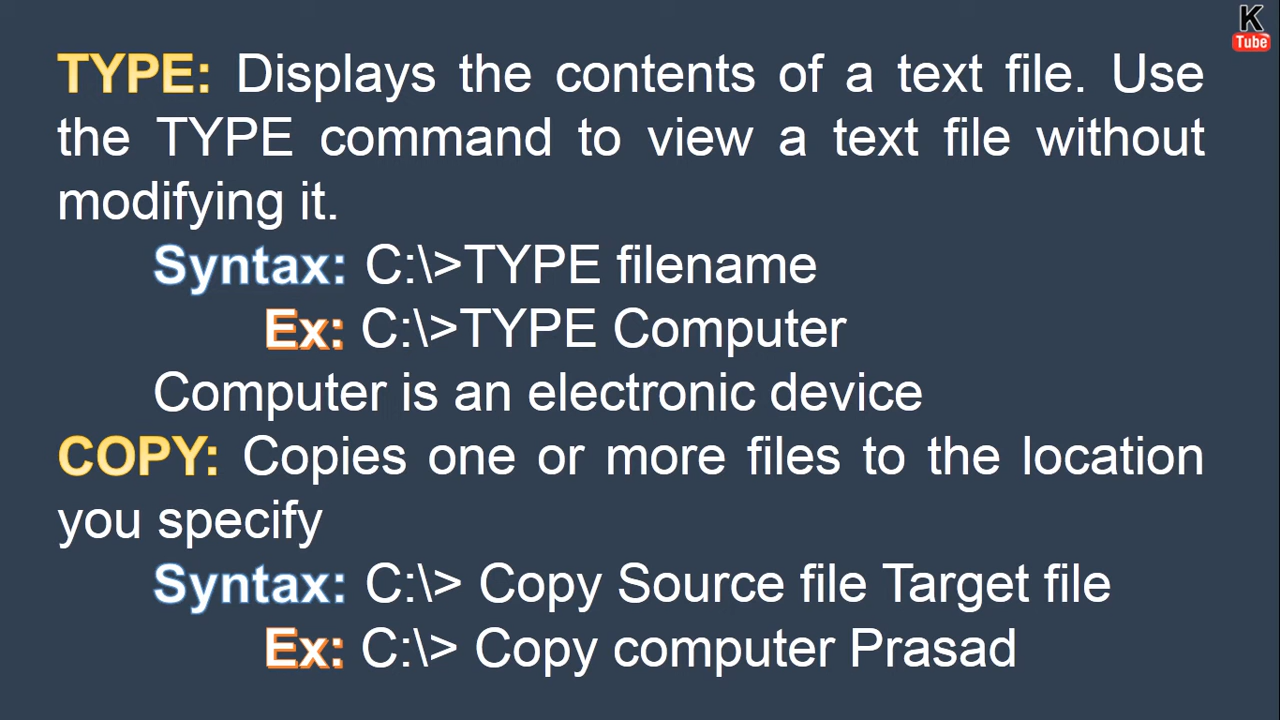 K
Tube
TYPE: Displays the contents of a text file. Use
the TYPE command to view a text file without
modifying it.
Syntax: C:\>TYPE filename
Ex: C:\>TYPE Computer
Computer is an electronic device
COPY: Copies one or more files to the location
you specify
Syntax: C:\> Copy Source file Target file
Ex: C:\> Copy computer Prasad